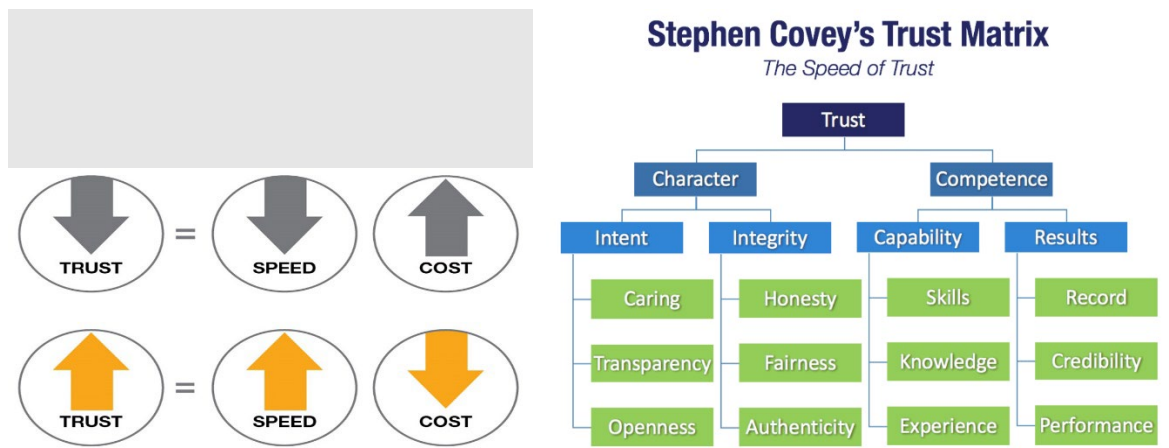 TRUST = SPEED COST
TRUST = SPEED COST
Stephen Covey's Trust Matrix
The Speed of Trust
Trust
Character Competence
Intent Integrity Capability Results
Caring Honesty Skills Record
Transparency Fairness Knowledge Credibility
Openness Authenticity Experience Performance